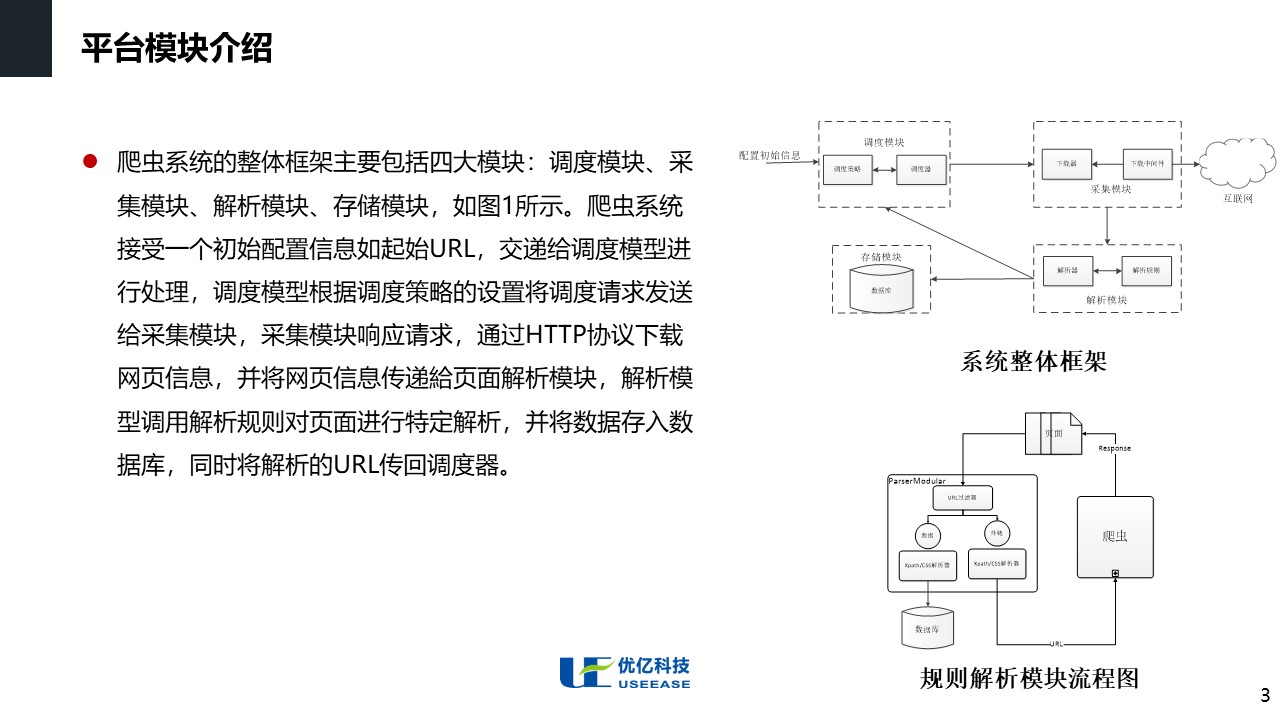 平台模块介绍
爬虫系统的整体框架主要包括四大模块：调度模块、采
集模块、解析模块、存储模块，如图1所示。爬虫系统
接受一个初始配置信息如起始URL，交递给调度模型进
行处理，调度模型根据调度策略的设置将调度请求发送
给采集模块，采集模块响应请求，通过HTTP协议下载
网页信息，并将网页信息传递給页面解析模块，解析模
型调用解析规则对页面进行特定解析，并将数据存入数
据库，同时将解析的URL传回调度器。
配置初始信息
调度模块
调度策略
调度器
下载器
下载中间件
采集模块
互联网
存储模块
数据库
解析器
解析规则
解析模块
系统整体框架
页面
Response
ParserModular
URL过滤器
数据
外链
Xpath/CSS解析器
Xpath/CSS解析器
爬虫
数据库
URL
规则解析模块流程图
优亿科技
USEEASE
3